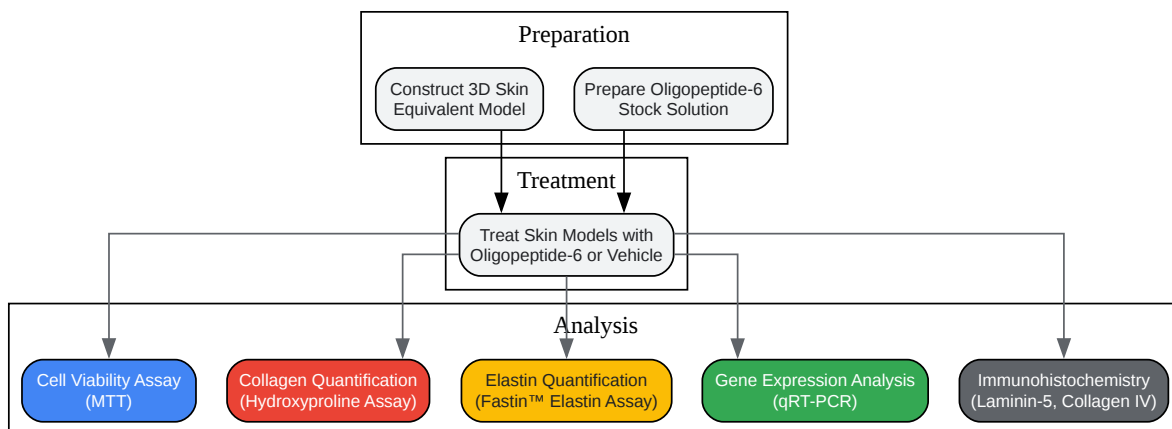 Preparation
Construct 3D Skin
Equivalent Model
Prepare Oligopeptide-6
Stock Solution
Treatment
Treat Skin Models with
Oligopeptide-6 or Vehicle
Analysis
Cell Viability Assay
(MTT)
Collagen Quantification
(Hydroxyproline Assay)
Elastin Quantification
(Fastin™ Elastin Assay)
Gene Expression Analysis
(qRT-PCR)
Immunohistochemistry
(Laminin-5, Collagen IV)